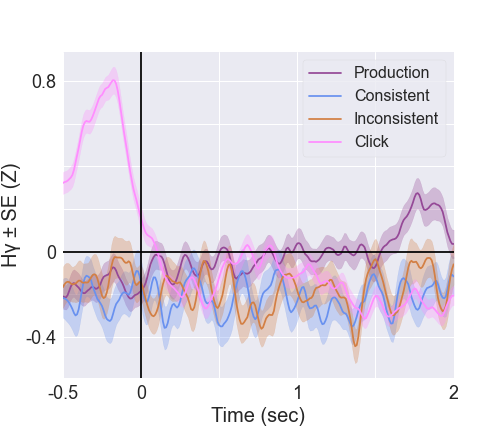 Production
Consistent
Inconsistent
Click
0.8
0
-0.4
Hγ ± SE (Z)
-0.5 0 1 2
Time (sec)